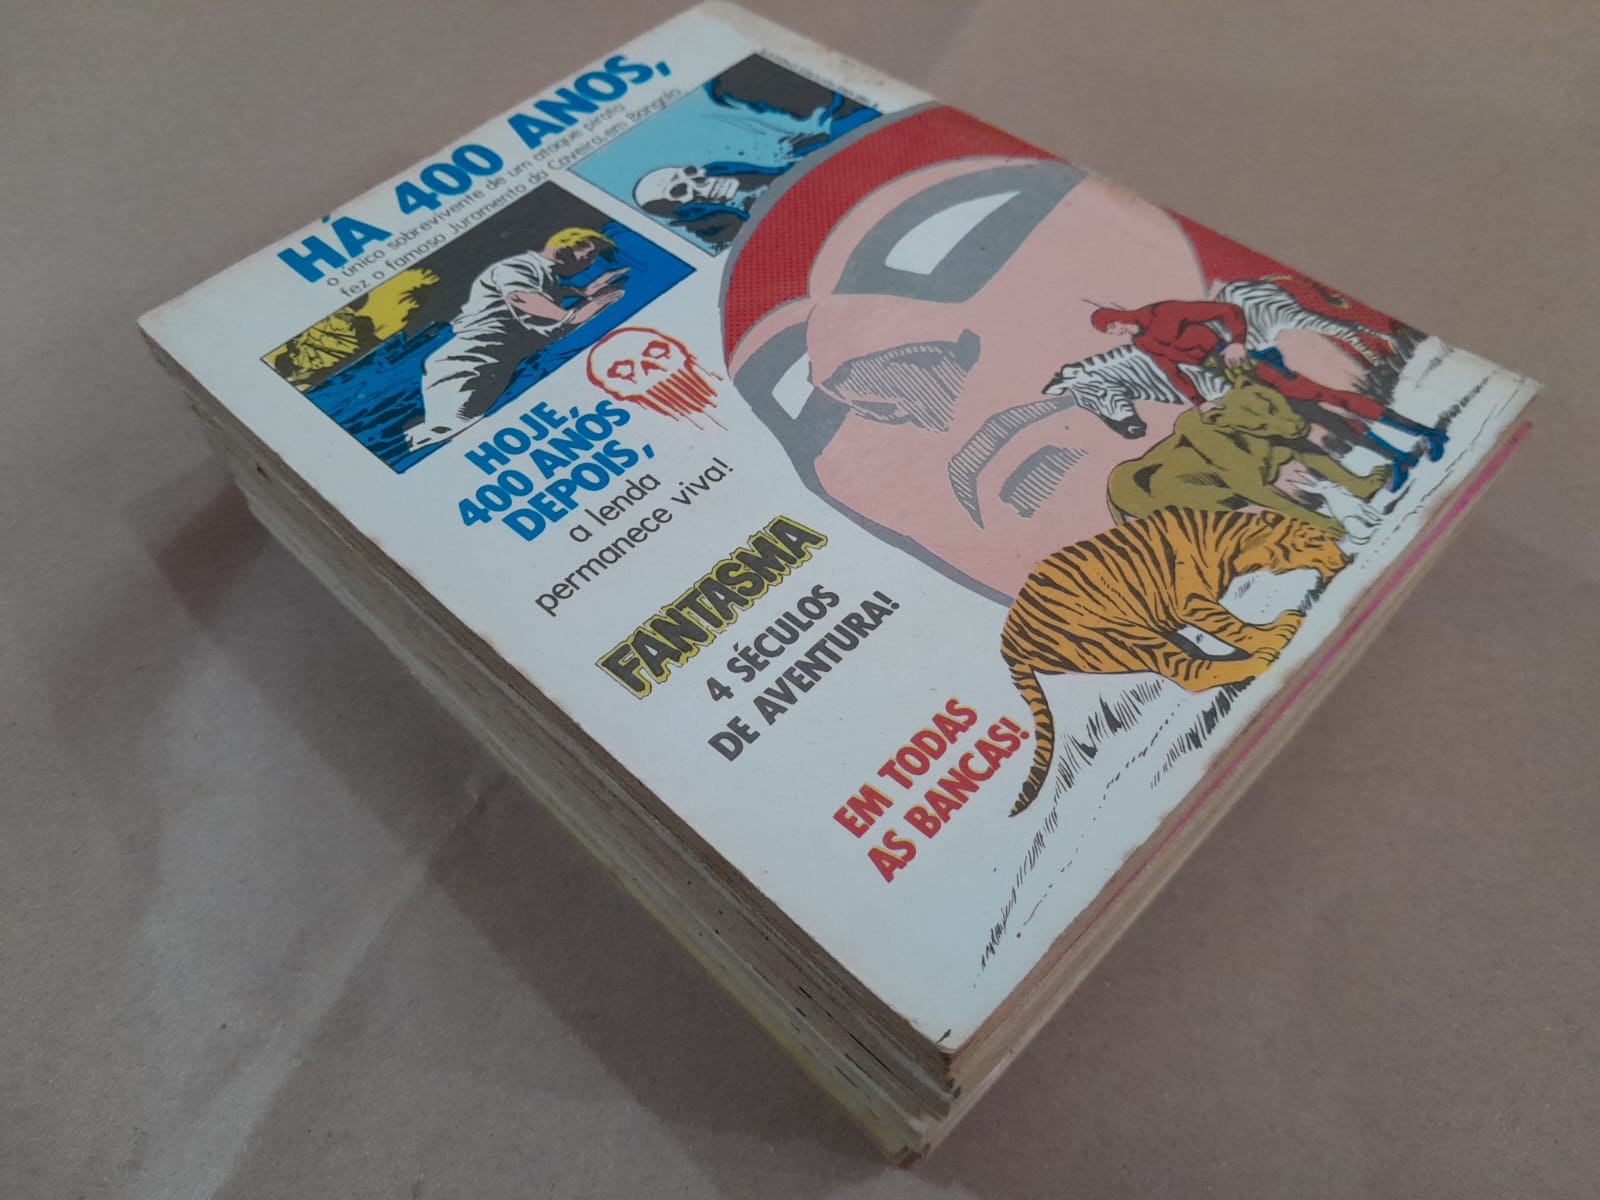 HÁ 400 ANOS,
o único sobrevivente de um ataque pirata
fez o famoso Juramento da Caveira, em Bangala...
HOJE,
400 ANOS
DEPOIS,
a lenda
permanece viva!
FANTASMA
4 SÉCULOS
DE AVENTURA!
EM TODAS
AS BANCAS!